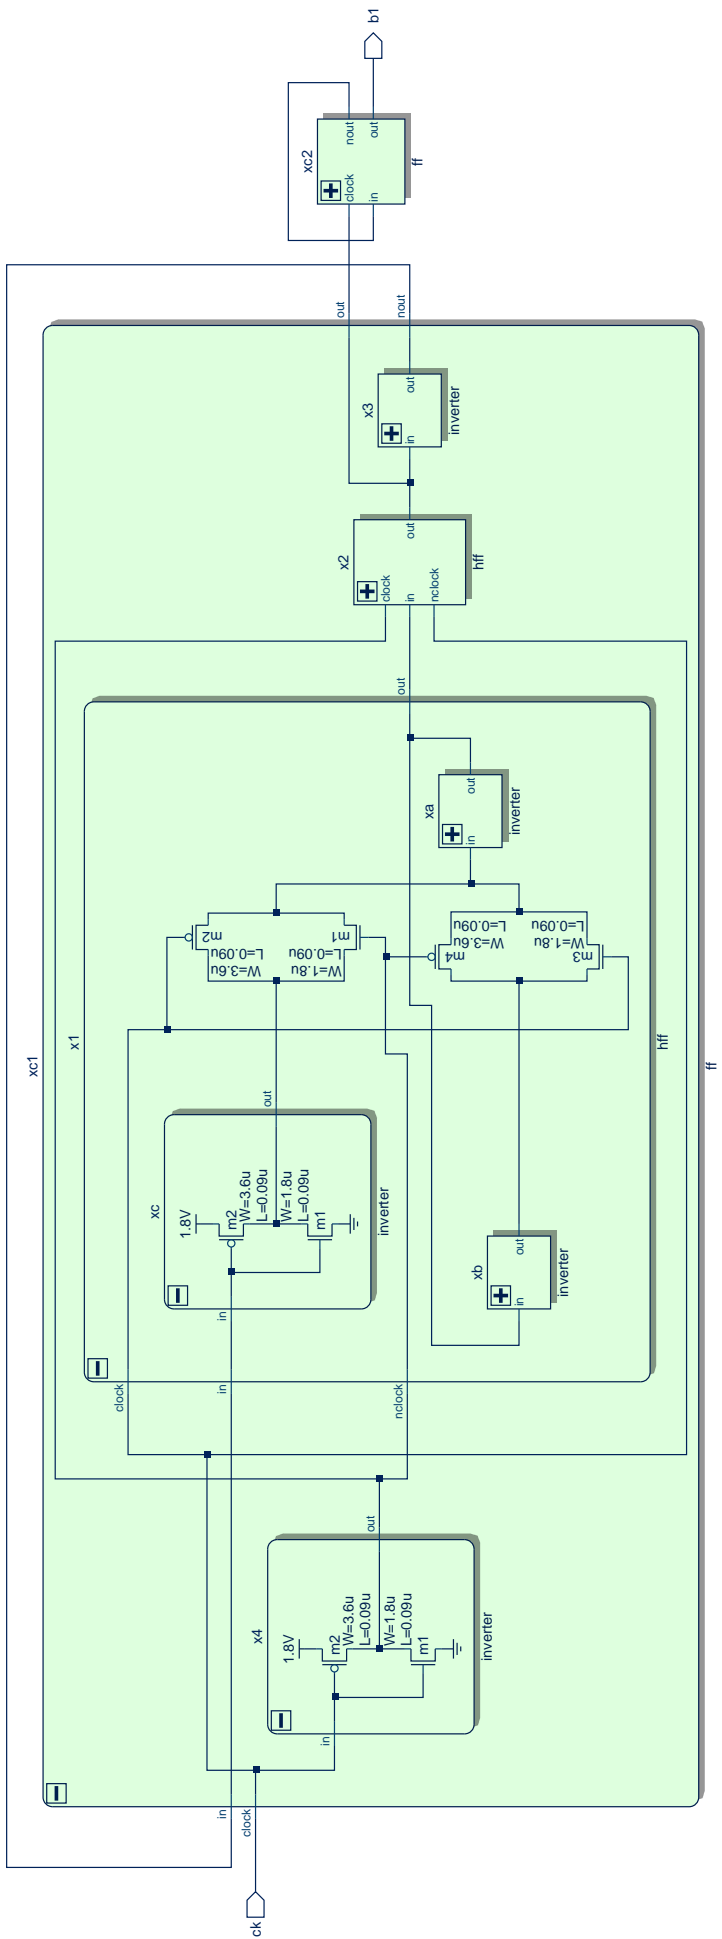 b1
xc2
nout
out
clock
in
ff
out
nout
x3
out
in
inverter
x2
out
clock
in
nclock
hff
out
xa
out
in
inverter
m2
L=0.09u
W=3.6u
m1
L=0.09u
W=1.8u
m4
L=0.09u
W=3.6u
m3
L=0.09u
W=1.8u
x1
hff
xc1
ff
xc
out
1.8V
m2
W=3.6u
L=0.09u
W=1.8u
L=0.09u
m1
inverter
in
xb
out
in
inverter
clock
in
nclock
x4
out
1.8V
m2
W=3.6u
L=0.09u
W=1.8u
L=0.09u
m1
inverter
in
in
clock
ck